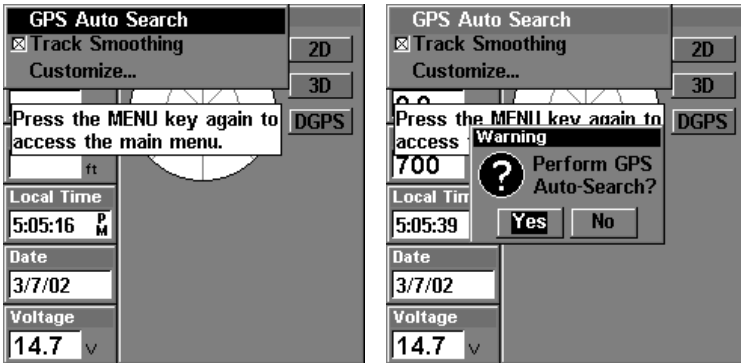 GPS Auto Search
Track Smoothing
Customize...
2D
3D
DGPS
Press the MENU key again to
access the main menu.
ft
Local Time
5:05:16 PM
Date
3/7/02
Voltage
14.7 V
GPS Auto Search
Track Smoothing
Customize...
2D
3D
DGPS
Press the MENU key again to
access
Warning
Perform GPS
Auto-Search?
Yes No
700
Local Tim
5:05:39
Date
3/7/02
Voltage
14.7 V